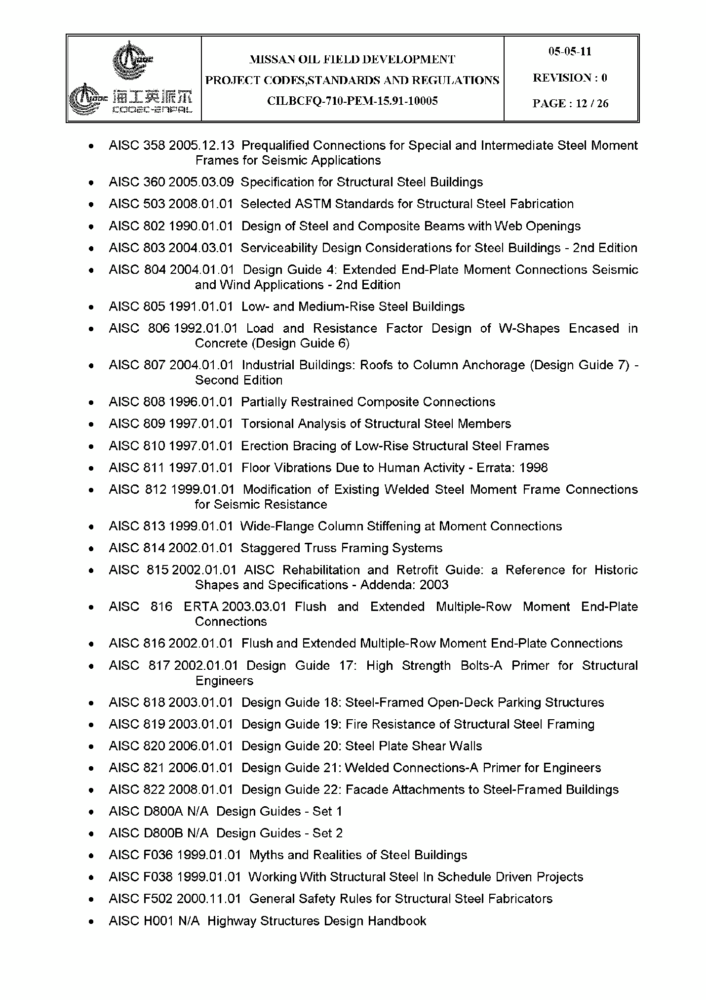 MISSAN OIL FIELD DEVELOPMENT
PROJECT CODES,STANDARDS AND REGULATIONS
CILBCFQ-710-PEM-15.91-10005
05-05-11
REVISION : 0
PAGE : 12 / 26
海工英派尔
COOEC-ENPAL
• AISC 358 2005.12.13 Prequalified Connections for Special and Intermediate Steel Moment
Frames for Seismic Applications
• AISC 360 2005.03.09 Specification for Structural Steel Buildings
• AISC 503 2008.01.01 Selected ASTM Standards for Structural Steel Fabrication
• AISC 802 1990.01.01 Design of Steel and Composite Beams with Web Openings
• AISC 803 2004.03.01 Serviceability Design Considerations for Steel Buildings - 2nd Edition
• AISC 804 2004.01.01 Design Guide 4: Extended End-Plate Moment Connections Seismic
and Wind Applications - 2nd Edition
• AISC 805 1991.01.01 Low- and Medium-Rise Steel Buildings
• AISC 806 1992.01.01 Load and Resistance Factor Design of W-Shapes Encased in
Concrete (Design Guide 6)
• AISC 807 2004.01.01 Industrial Buildings: Roofs to Column Anchorage (Design Guide 7) -
Second Edition
• AISC 808 1996.01.01 Partially Restrained Composite Connections
• AISC 809 1997.01.01 Torsional Analysis of Structural Steel Members
• AISC 810 1997.01.01 Erection Bracing of Low-Rise Structural Steel Frames
• AISC 811 1997.01.01 Floor Vibrations Due to Human Activity - Errata: 1998
• AISC 812 1999.01.01 Modification of Existing Welded Steel Moment Frame Connections
for Seismic Resistance
• AISC 813 1999.01.01 Wide-Flange Column Stiffening at Moment Connections
• AISC 814 2002.01.01 Staggered Truss Framing Systems
• AISC 815 2002.01.01 AISC Rehabilitation and Retrofit Guide: a Reference for Historic
Shapes and Specifications - Addenda: 2003
• AISC 816 ERTA 2003.03.01 Flush and Extended Multiple-Row Moment End-Plate
Connections
• AISC 816 2002.01.01 Flush and Extended Multiple-Row Moment End-Plate Connections
• AISC 817 2002.01.01 Design Guide 17: High Strength Bolts-A Primer for Structural
Engineers
• AISC 818 2003.01.01 Design Guide 18: Steel-Framed Open-Deck Parking Structures
• AISC 819 2003.01.01 Design Guide 19: Fire Resistance of Structural Steel Framing
• AISC 820 2006.01.01 Design Guide 20: Steel Plate Shear Walls
• AISC 821 2006.01.01 Design Guide 21: Welded Connections-A Primer for Engineers
• AISC 822 2008.01.01 Design Guide 22: Facade Attachments to Steel-Framed Buildings
• AISC D800A N/A Design Guides - Set 1
• AISC D800B N/A Design Guides - Set 2
• AISC F036 1999.01.01 Myths and Realities of Steel Buildings
• AISC F038 1999.01.01 Working With Structural Steel In Schedule Driven Projects
• AISC F502 2000.11.01 General Safety Rules for Structural Steel Fabricators
• AISC H001 N/A Highway Structures Design Handbook